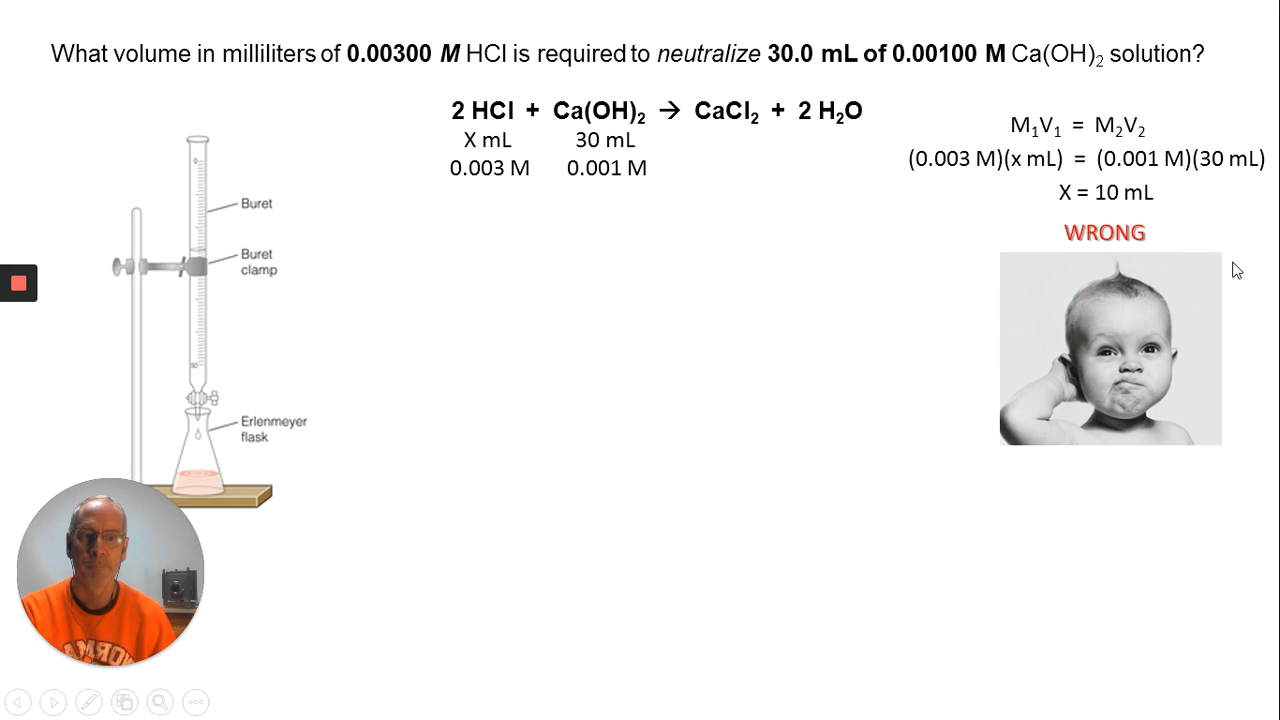 What volume in milliliters of 0.00300 M HCl is required to neutralize 30.0 mL of 0.00100 M Ca(OH)₂ solution?
2 HCl + Ca(OH)₂ → CaCl₂ + 2 H₂O
X mL 30 mL
0.003 M 0.001 M
M₁V₁ = M₂V₂
(0.003 M)(x mL) = (0.001 M)(30 mL)
X = 10 mL
WRONG
Buret
Buret
clamp
Erlenmeyer
flask